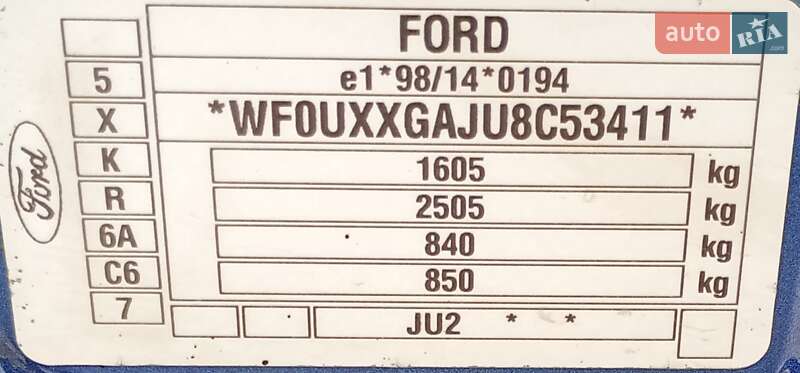 FORD
auto RIA.com
5 e1*98/14*0194
X *WF0UXXGAJU8C53411*
K 1605 kg
R 2505 kg
6A 840 kg
C6 850 kg
7 JU2 * *
Ford